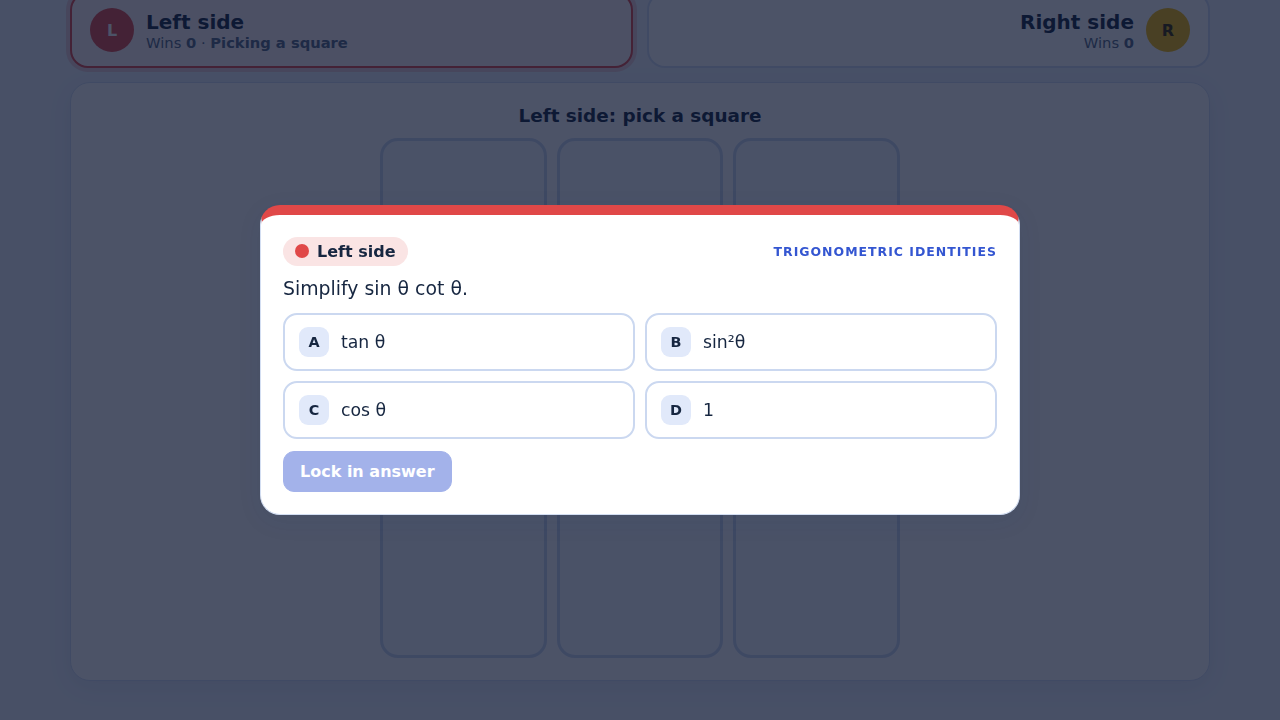 L
Left side
Wins 0 · Picking a square
Right side
Wins 0
R
Left side: pick a square
Left side
TRIGONOMETRIC IDENTITIES
Simplify sin θ cot θ.
A tan θ
B sin²θ
C cos θ
D 1
Lock in answer